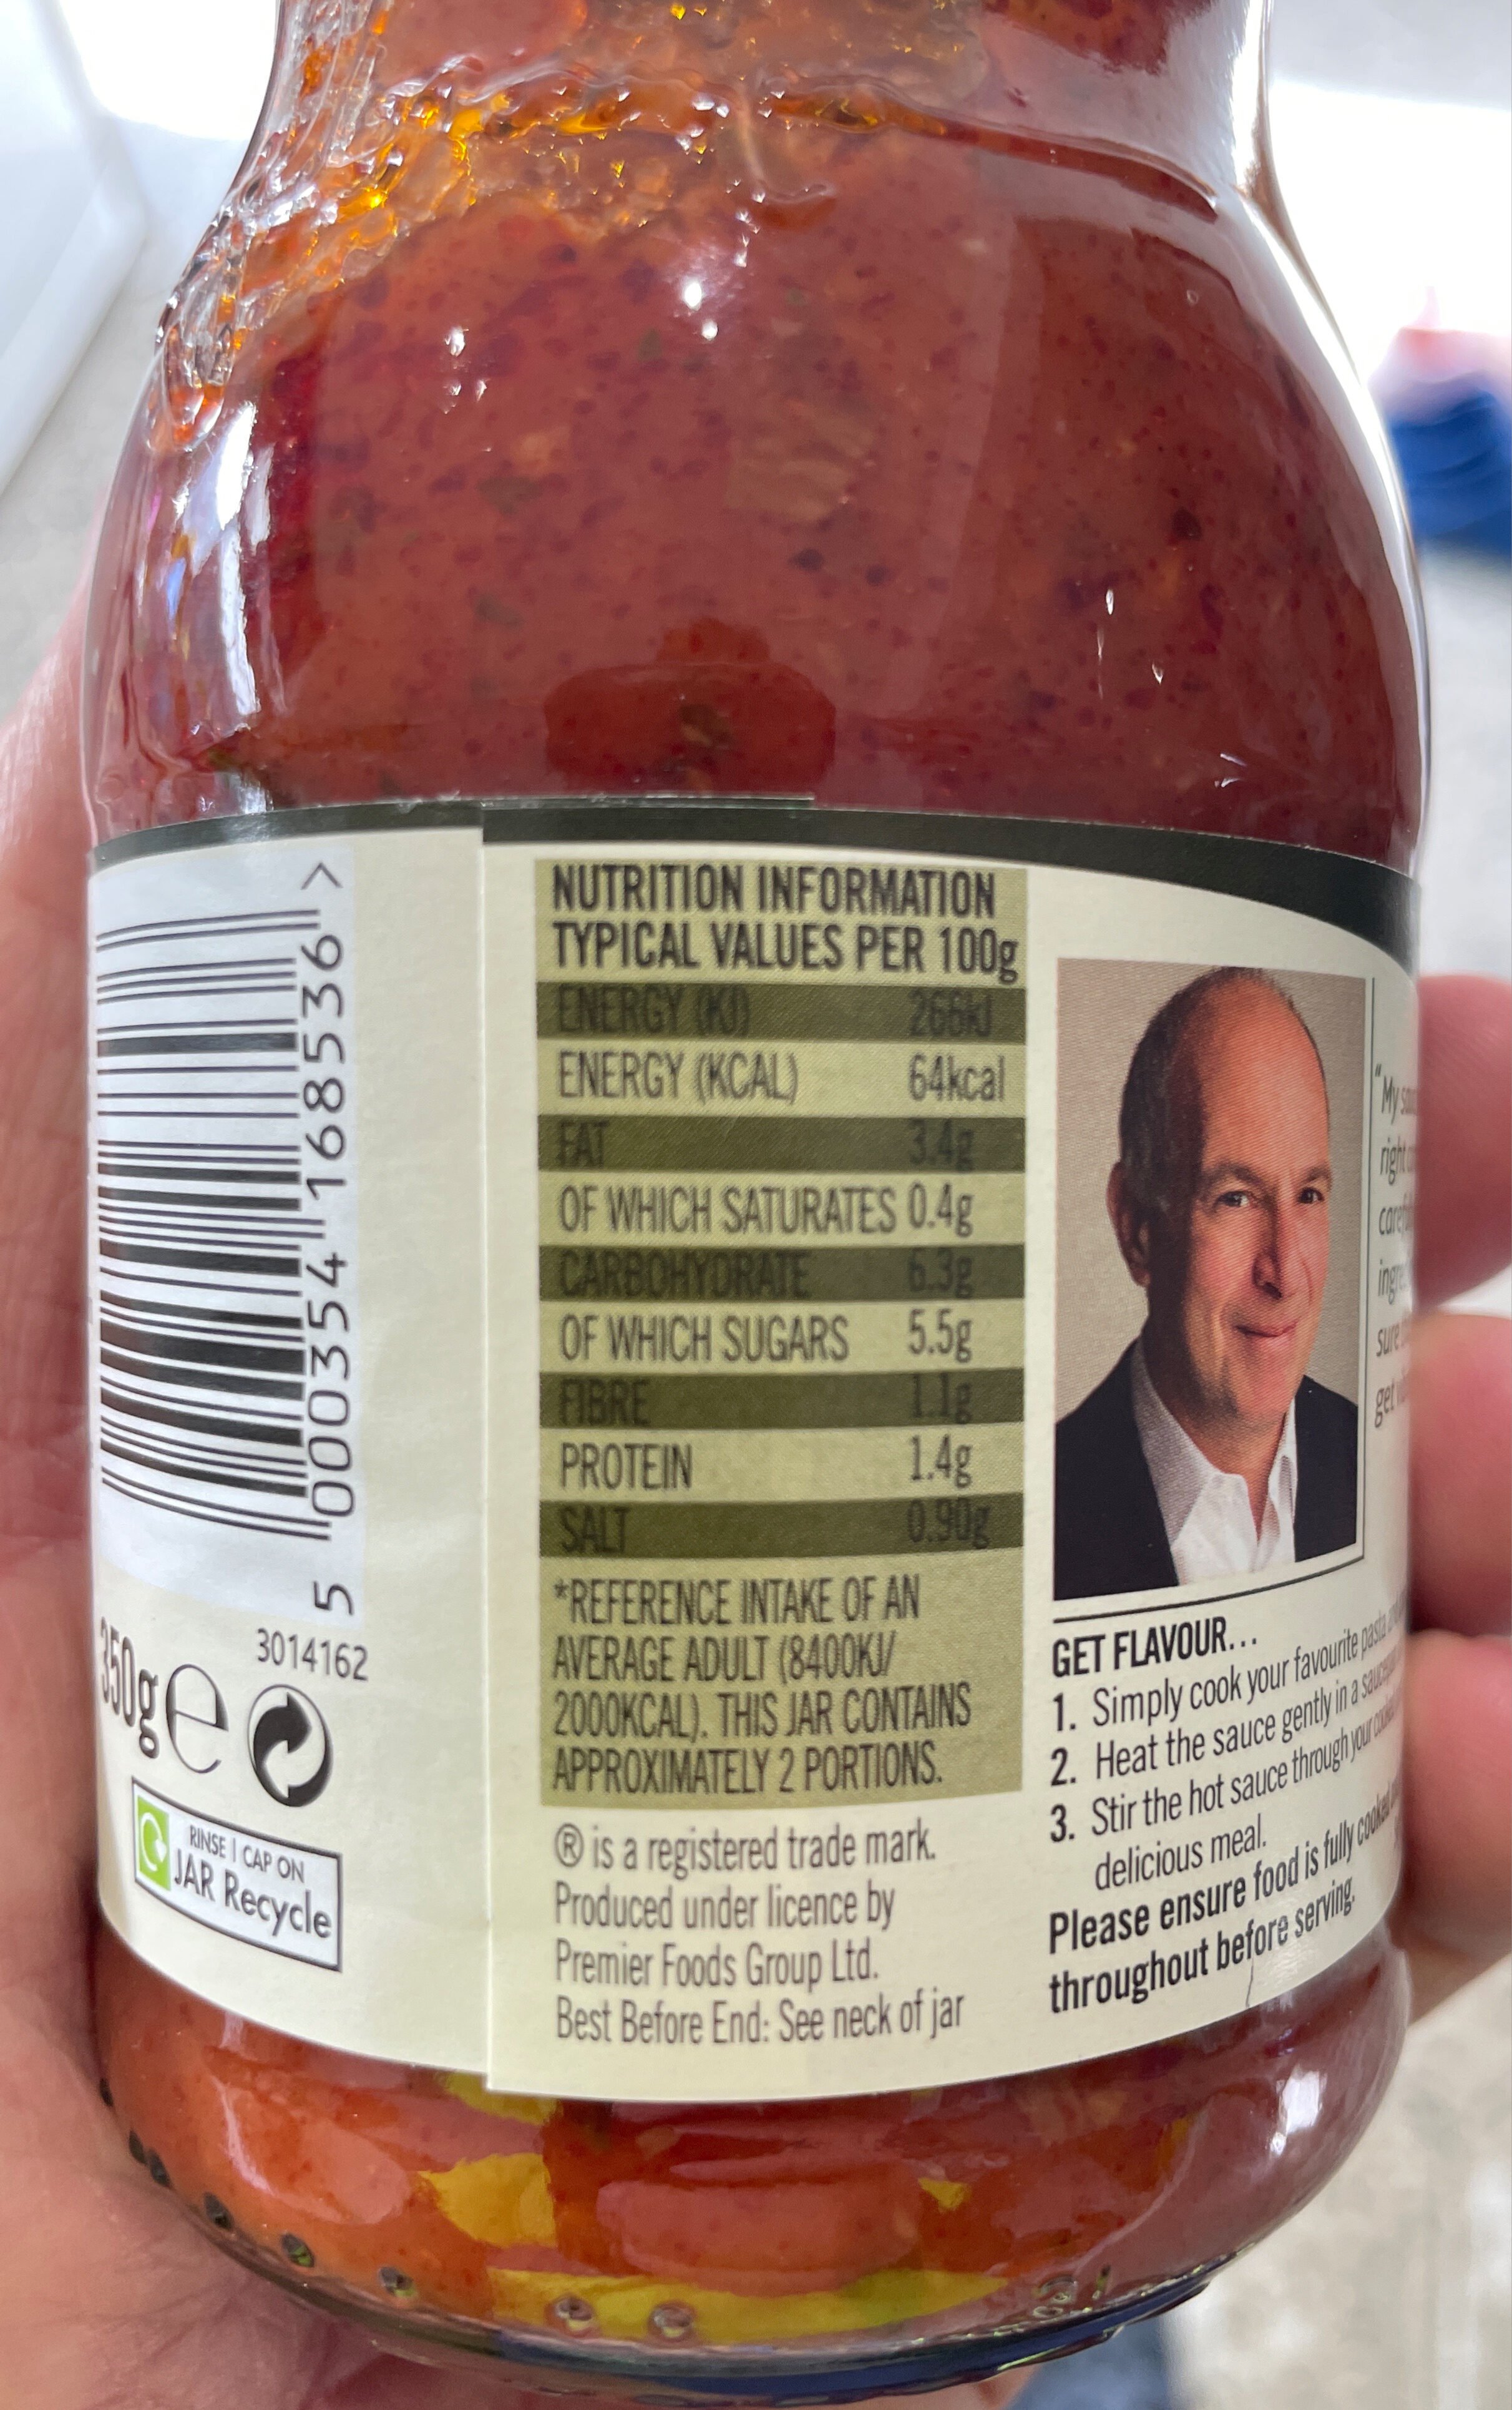 5 000354 168536 >
350g e
3014162
RINSE | CAP ON
JAR Recycle
NUTRITION INFORMATION
TYPICAL VALUES PER 100g
ENERGY (KJ) 266kJ
ENERGY (KCAL) 64kcal
FAT 3.4g
OF WHICH SATURATES 0.4g
CARBOHYDRATE 6.3g
OF WHICH SUGARS 5.5g
FIBRE 1.1g
PROTEIN 1.4g
SALT 0.90g
*REFERENCE INTAKE OF AN
AVERAGE ADULT (8400KJ/
2000KCAL). THIS JAR CONTAINS
APPROXIMATELY 2 PORTIONS.
® is a registered trade mark.
Produced under licence by
Premier Foods Group Ltd.
Best Before End: See neck of jar
"My
right
sure
get
GET FLAVOUR...
1. Simply cook your favourite pasta
2. Heat the sauce gently in a
3. Stir the hot sauce through your
delicious meal.
Please ensure food is fully cooked
throughout before serving.